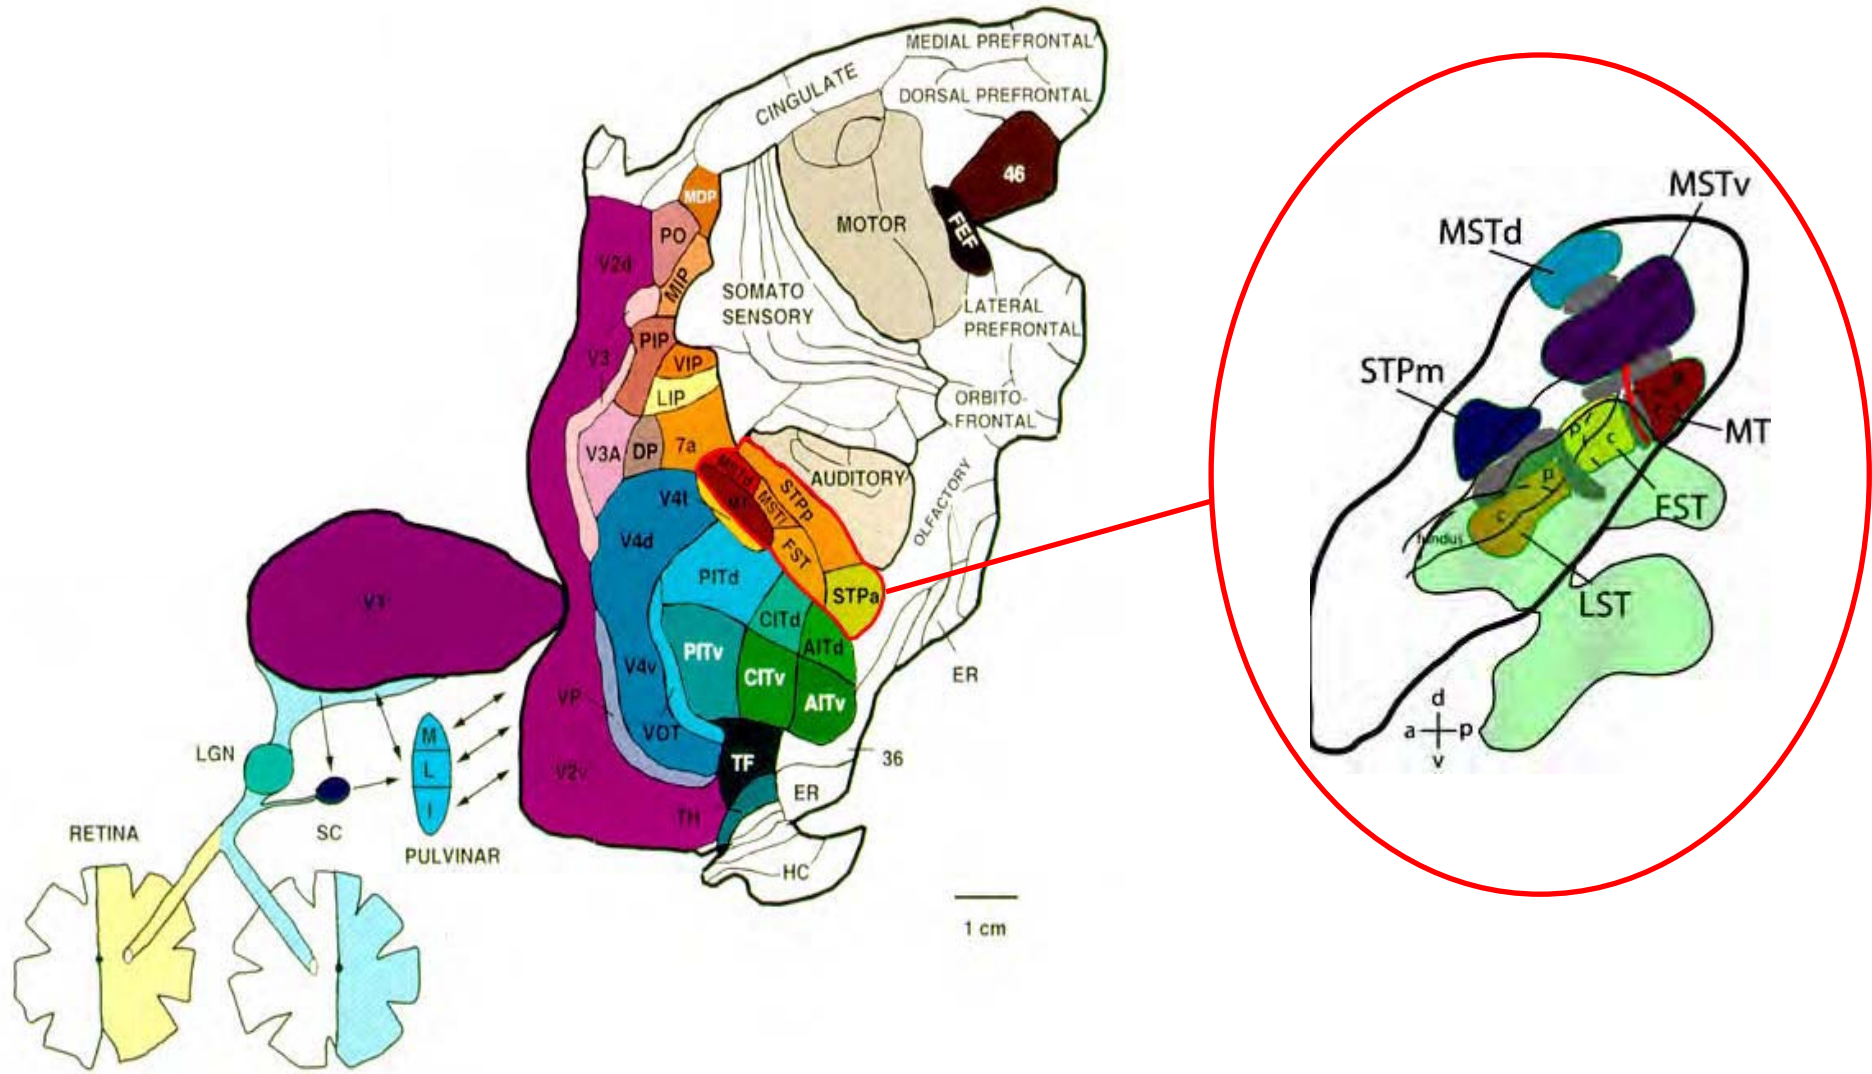 MEDIAL PREFRONTAL
CINGULATE
DORSAL PREFRONTAL
46
MDP
FEF
MOTOR
PO
V2d
MIP
SOMATO
SENSORY
LATERAL
PREFRONTAL
PIP
V3
VIP
LIP
ORBITO-
FRONTAL
V3A
DP
7a
AUDITORY
OLFACTORY
MSTd
STPp
V4t
MT
MSTl
V4d
FST
PITd
STPa
V1
CITd
AITd
PITv
V4v
CITv
AITv
ER
VP
VOT
M
L
I
LGN
TF
36
V2v
ER
TH
SC
RETINA
PULVINAR
HC
1 cm
MSTv
MSTd
STPm
MT
c
p
c
FST
fundus
LST
d
a
p
v